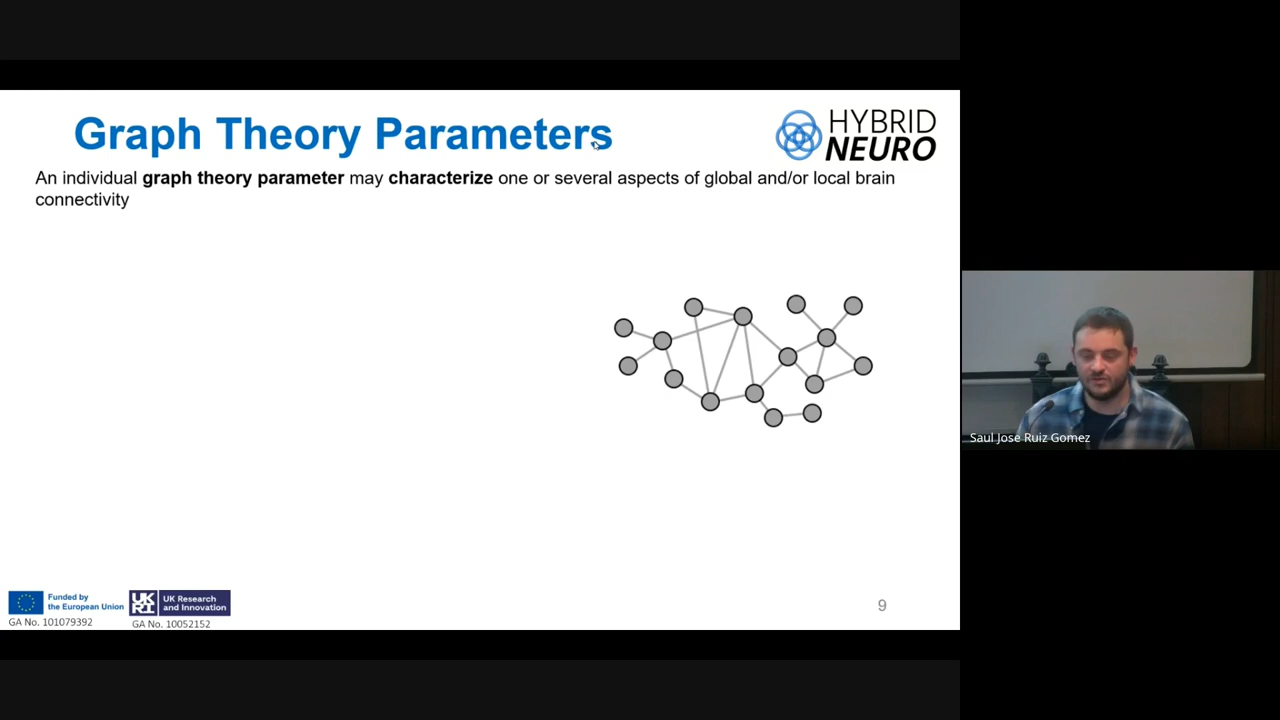 Graph Theory Parameters
HYBRID
NEURO
An individual graph theory parameter may characterize one or several aspects of global and/or local brain
connectivity
Saul Jose Ruiz Gomez
Funded by
the European Union
GA No. 101079392
UK
RI
UK Research
and Innovation
GA No. 10052152
9